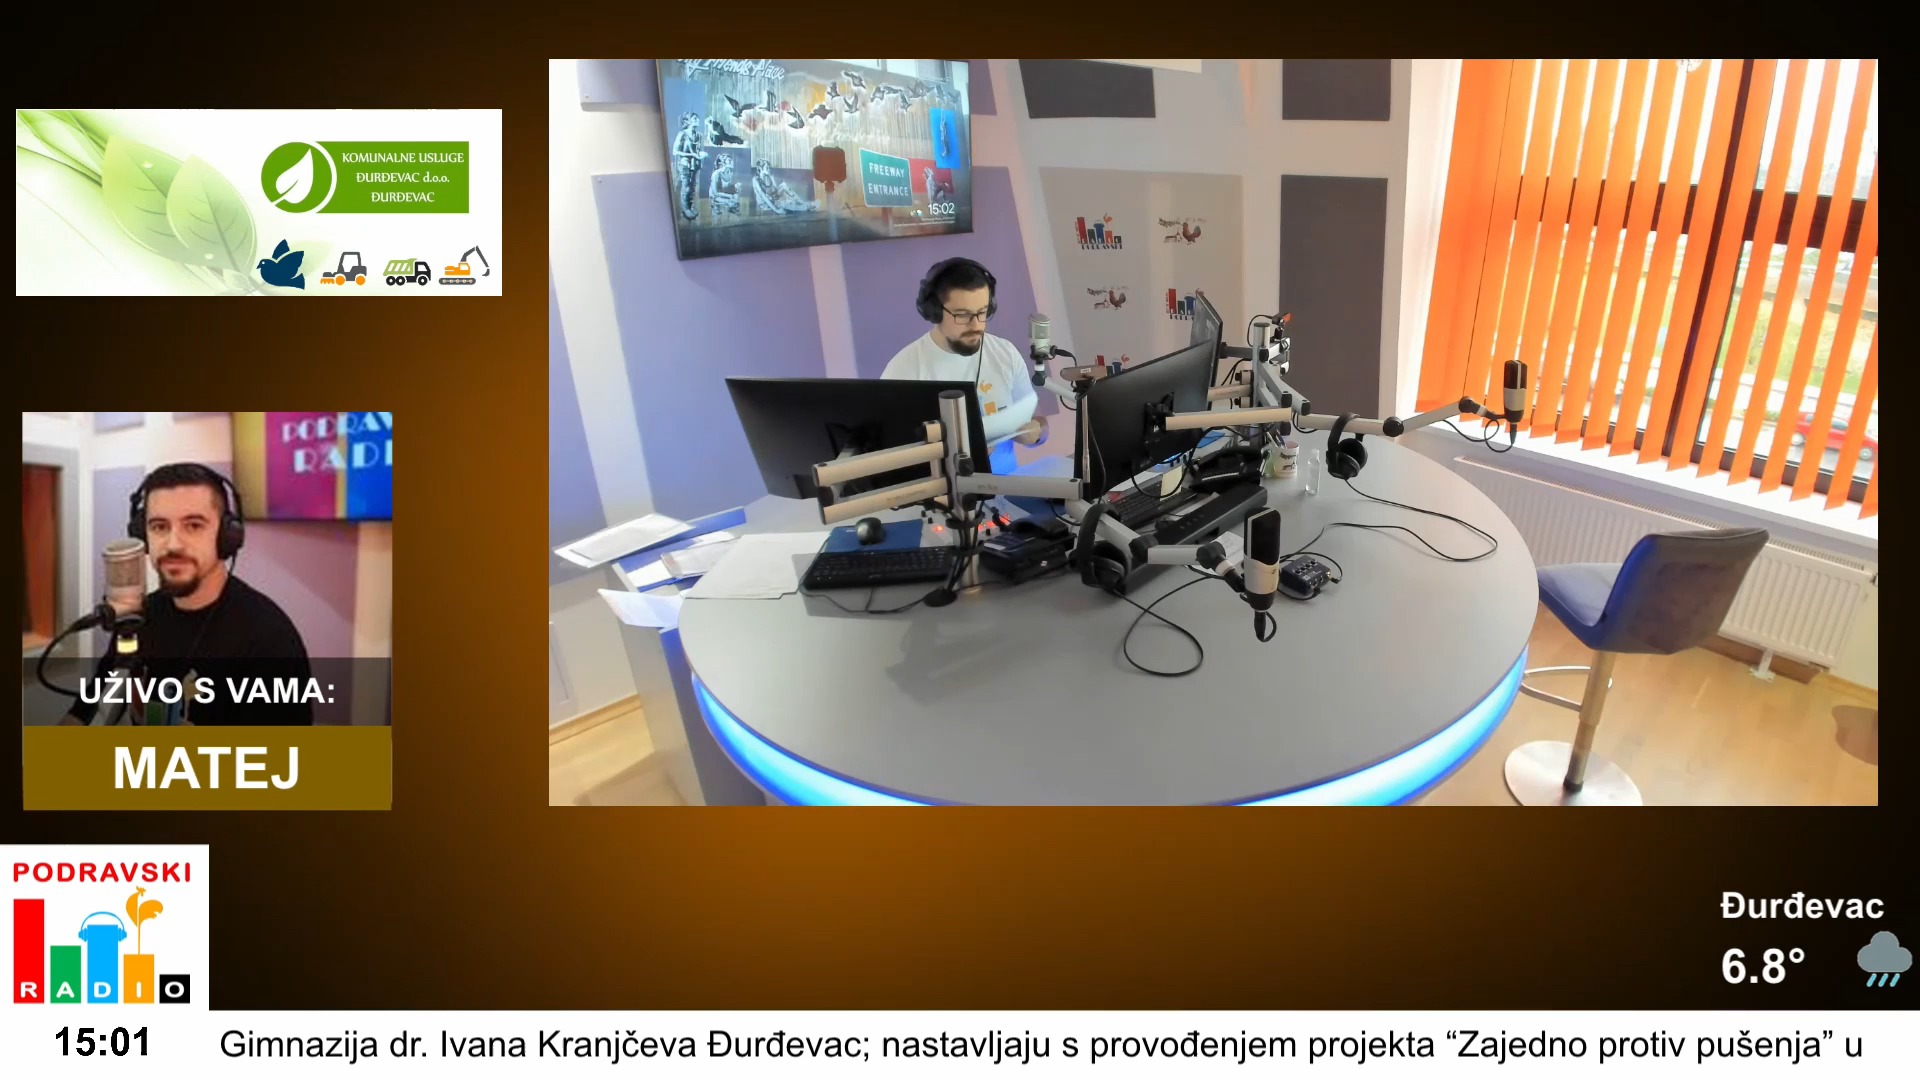 KOMUNALNE USLUGE
ĐURĐEVAC d.o.o.
ĐURĐEVAC
FREEWAY
ENTRANCE
15:02
UŽIVO S VAMA:
MATEJ
PODRAVSKI
RADIO
Đurđevac
6.8°
15:01
Gimnazija dr. Ivana Kranjčeva Đurđevac; nastavljaju s provođenjem projekta “Zajedno protiv pušenja” u